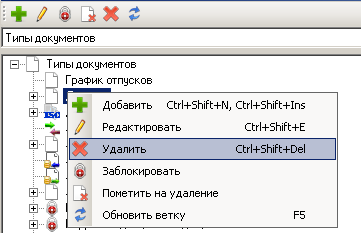 Типы документов
Типы документов
График отпусков
ISO
Добавить Ctrl+Shift+N, Ctrl+Shift+Ins
Редактировать Ctrl+Shift+E
Удалить Ctrl+Shift+Del
Заблокировать
Пометить на удаление
Обновить ветку F5